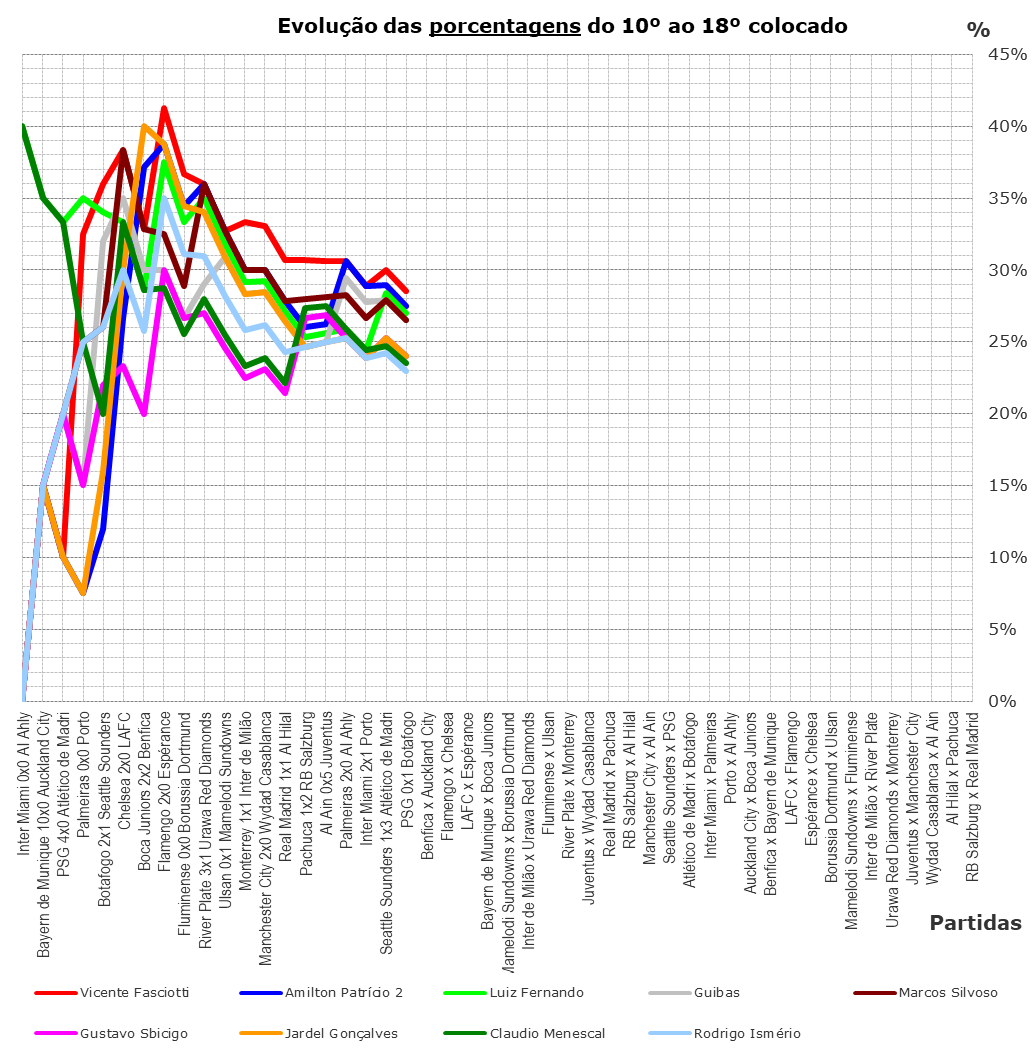 Evolução das porcentagens do 10º ao 18º colocado
%
45%
40%
35%
30%
25%
20%
15%
10%
5%
0%
Inter Miami 0x0 Al Ahly
Bayern de Munique 10x0 Auckland City
PSG 4x0 Atlético de Madri
Palmeiras 0x0 Porto
Botafogo 2x1 Seattle Sounders
Chelsea 2x0 LAFC
Boca Juniors 2x2 Benfica
Flamengo 2x0 Espérance
Fluminense 0x0 Borussia Dortmund
River Plate 3x1 Urawa Red Diamonds
Ulsan 0x1 Mamelodi Sundowns
Monterrey 1x1 Inter de Milão
Manchester City 2x0 Wydad Casablanca
Real Madrid 1x1 Al Hilal
Pachuca 1x2 RB Salzburg
Al Ain 0x5 Juventus
Palmeiras 2x0 Al Ahly
Inter Miami 2x1 Porto
Seattle Sounders 1x3 Atlético de Madri
PSG 0x1 Botafogo
Benfica x Auckland City
Flamengo x Chelsea
LAFC x Espérance
Bayern de Munique x Boca Juniors
Mamelodi Sundowns x Borussia Dortmund
Inter de Milão x Urawa Red Diamonds
Fluminense x Ulsan
River Plate x Monterrey
Juventus x Wydad Casablanca
Real Madrid x Pachuca
RB Salzburg x Al Hilal
Manchester City x Al Ain
Seattle Sounders x PSG
Atlético de Madri x Botafogo
Inter Miami x Palmeiras
Porto x Al Ahly
Auckland City x Boca Juniors
Benfica x Bayern de Munique
LAFC x Flamengo
Espérance x Chelsea
Borussia Dortmund x Ulsan
Mamelodi Sundowns x Fluminense
Inter de Milão x River Plate
Urawa Red Diamonds x Monterrey
Juventus x Manchester City
Wydad Casablanca x Al Ain
Al Hilal x Pachuca
RB Salzburg x Real Madrid
Partidas
Vicente Fasciotti
Amilton Patrício 2
Luiz Fernando
Guibas
Marcos Silvoso
Gustavo Sbicigo
Jardel Gonçalves
Claudio Menescal
Rodrigo Ismério